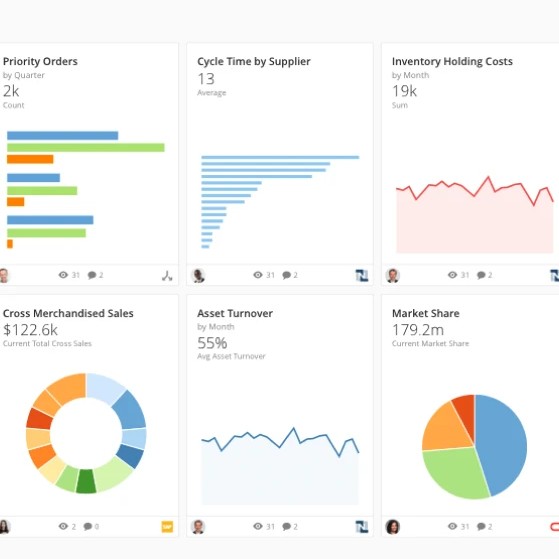 Priority Orders
by Quarter
2k
Count
31 2
Cycle Time by Supplier
13
Average
31 2
Inventory Holding Costs
by Month
19k
Sum
31 2
Cross Merchandised Sales
$122.6k
Current Total Cross Sales
2 0
Asset Turnover
by Month
55%
Avg Asset Turnover
31 2
Market Share
179.2m
Current Market Share
31 2